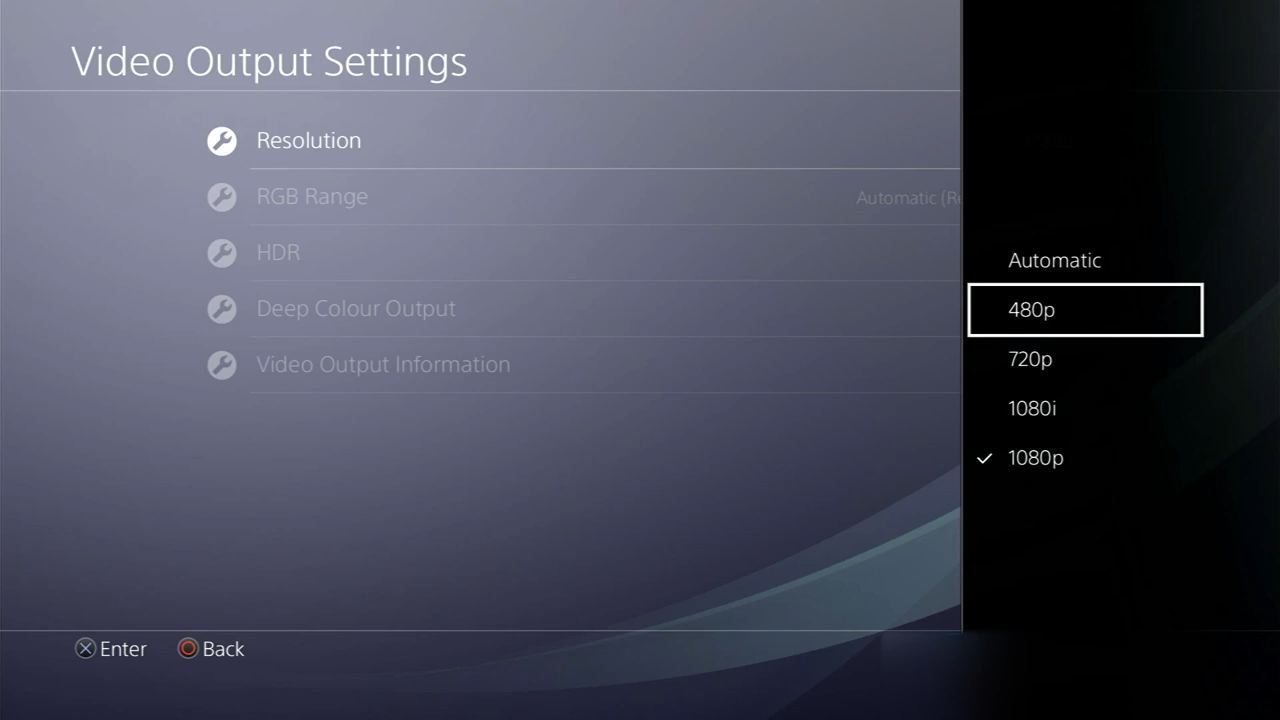 Video Output Settings
Resolution
RGB Range
Automatic (R
HDR
Deep Colour Output
Video Output Information
Automatic
480p
720p
1080i
1080p
Enter
Back